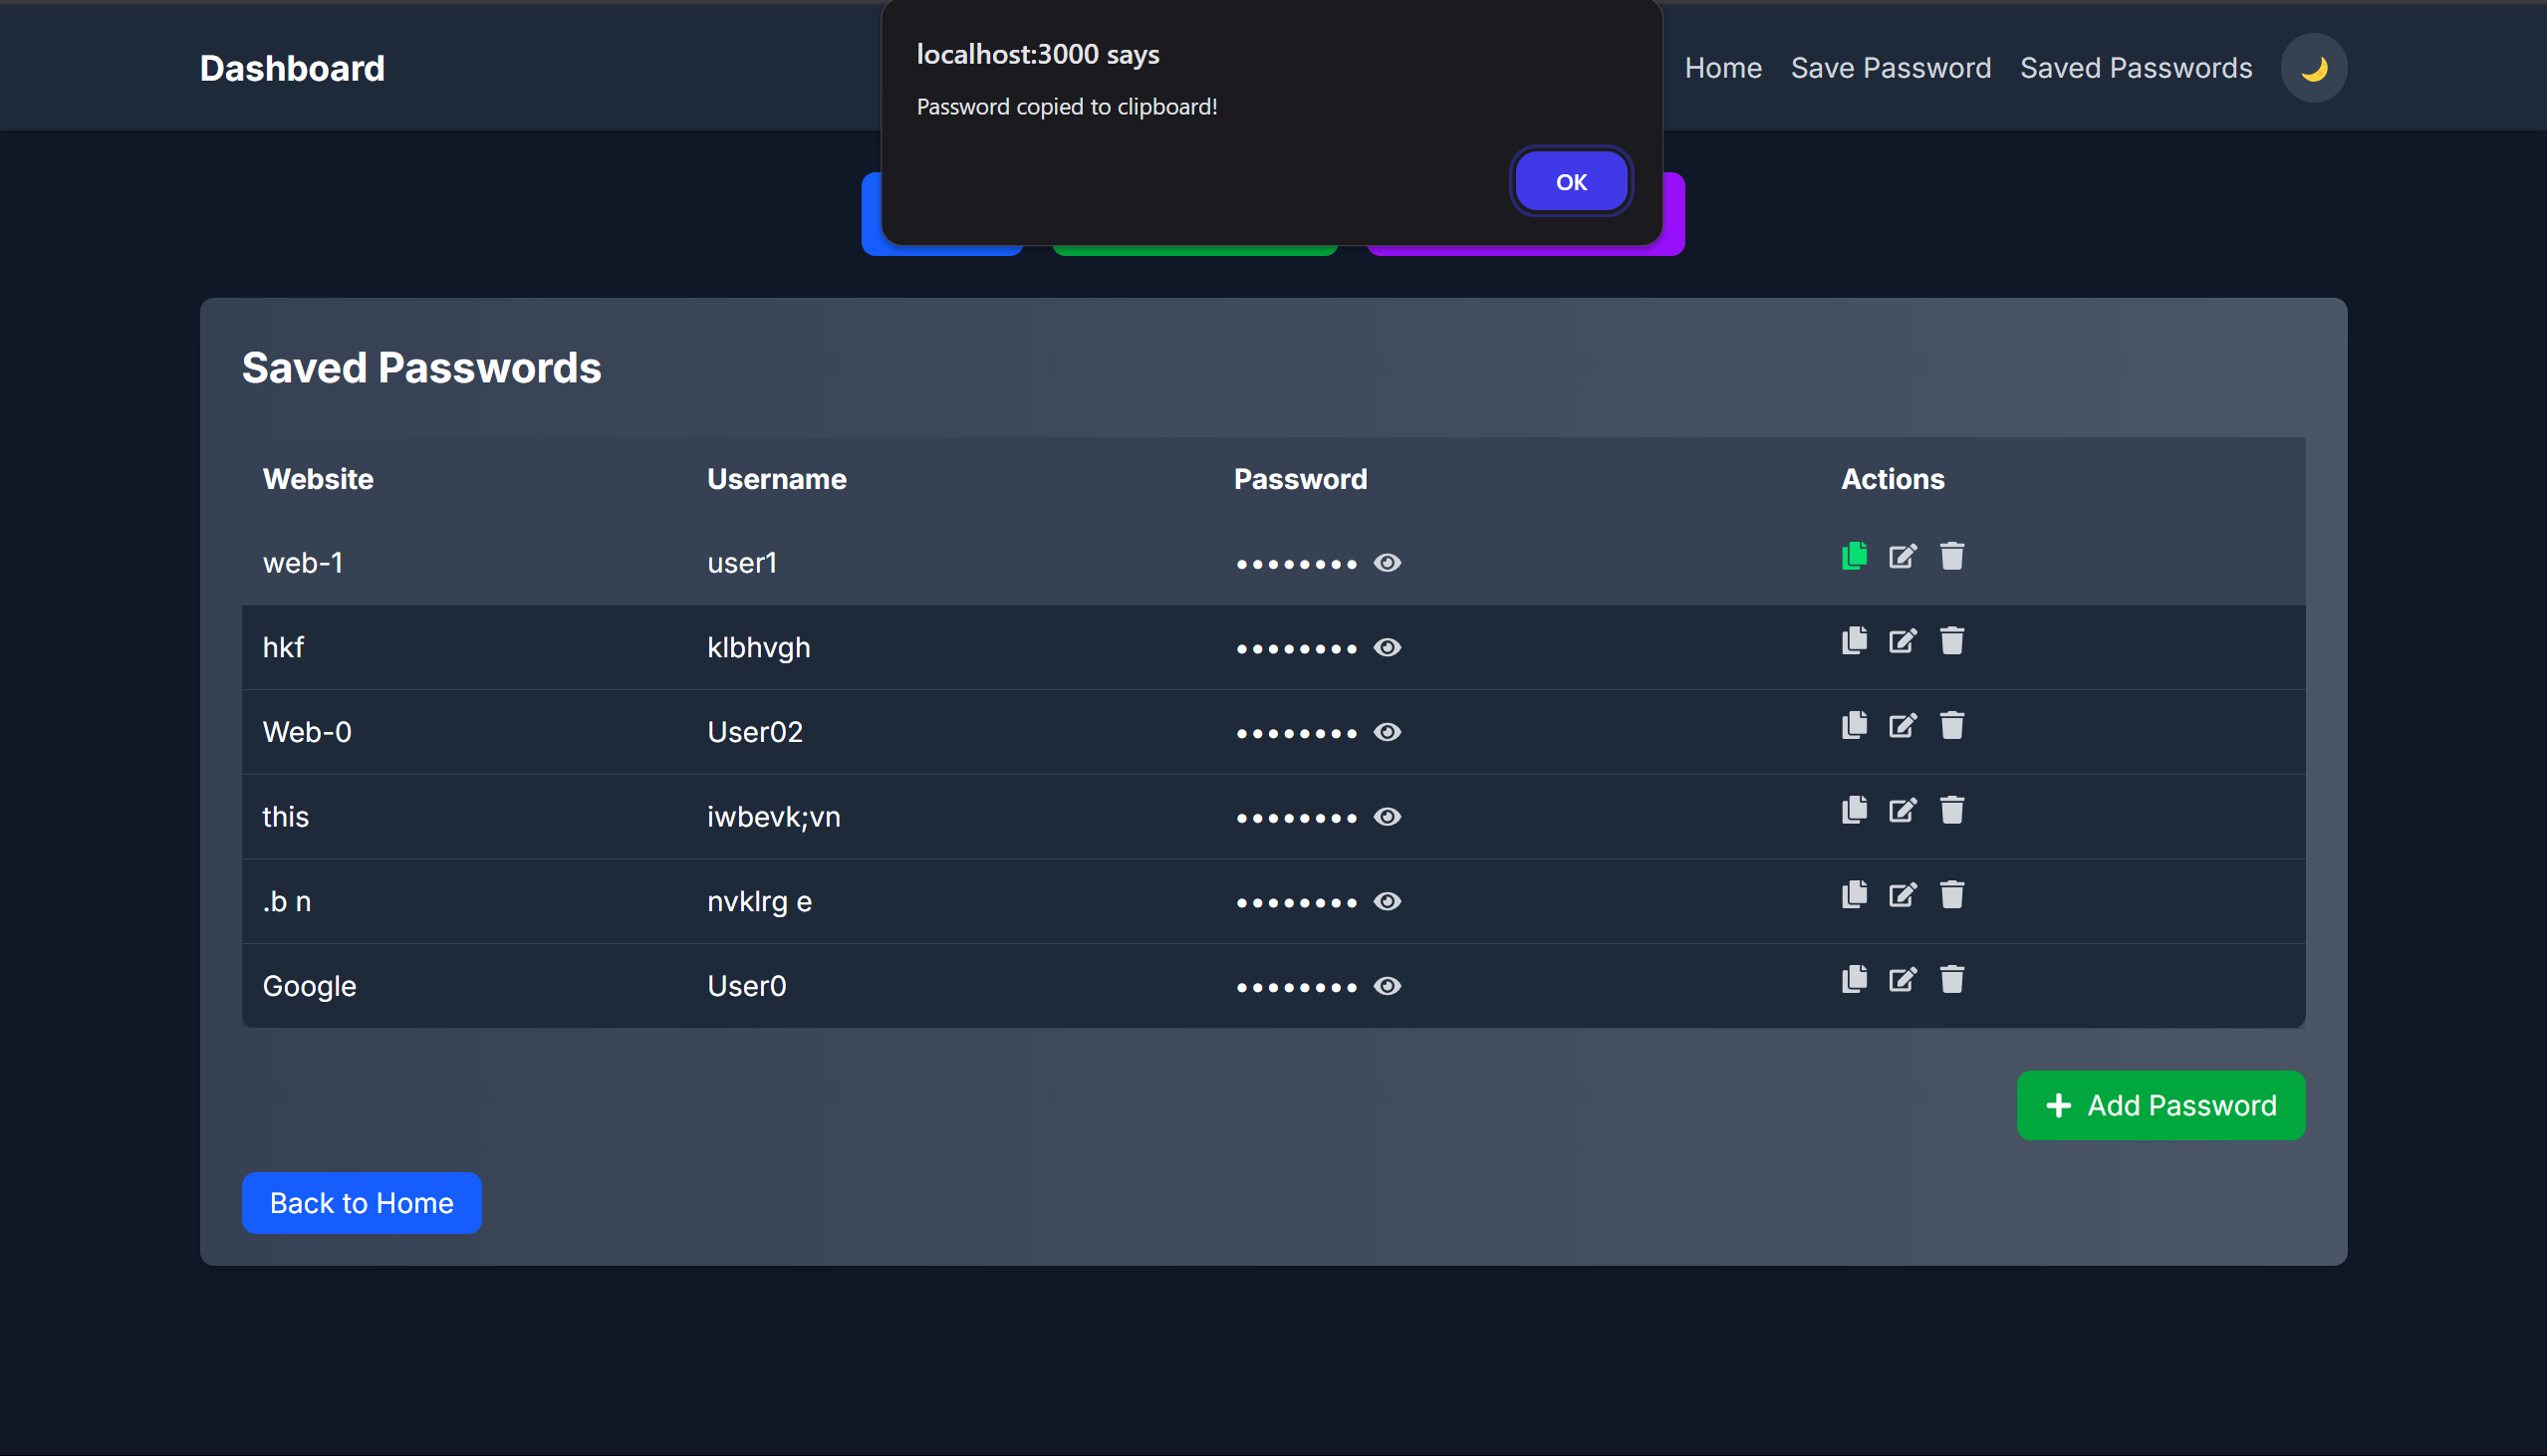 Dashboard
localhost:3000 says
Password copied to clipboard!
OK
Home Save Password Saved Passwords
Saved Passwords
Website Username Password Actions
web-1 user1 ••••••••
hkf klbhvgh ••••••••
Web-0 User02 ••••••••
this iwbevk;vn ••••••••
.b n nvklrg e ••••••••
Google User0 ••••••••
Add Password
Back to Home